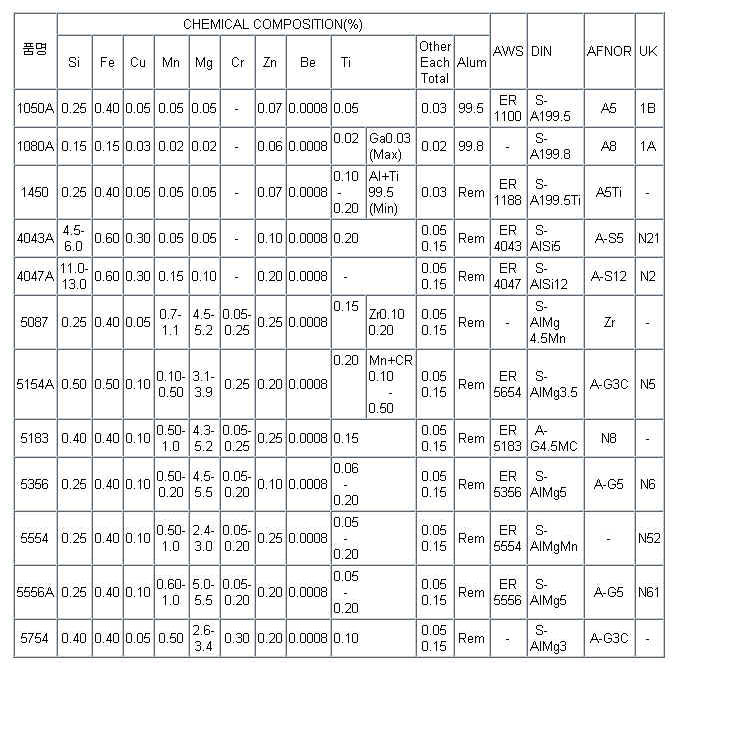 품명 CHEMICAL COMPOSITION(%) AWS DIN AFNOR UK
Si Fe Cu Mn Mg Cr Zn Be Ti Other Each Total Alum
1050A 0.25 0.40 0.05 0.05 0.05 - 0.07 0.0008 0.05 0.03 99.5 ER 1100 S-A199.5 A5 1B
1080A 0.15 0.15 0.03 0.02 0.02 - 0.06 0.0008 0.02 Ga0.03 (Max) 0.02 99.8 - S-A199.8 A8 1A
1450 0.25 0.40 0.05 0.05 0.05 - 0.07 0.0008 0.10 - 0.20 Al+Ti 99.5 (Min) 0.03 Rem ER 1188 S-A199.5Ti A5Ti -
4043A 4.5-6.0 0.60 0.30 0.05 0.05 - 0.10 0.0008 0.20 0.05 0.15 Rem ER 4043 S-AlSi5 A-S5 N21
4047A 11.0-13.0 0.60 0.30 0.15 0.10 - 0.20 0.0008 - 0.05 0.15 Rem ER 4047 S-AlSi12 A-S12 N2
5087 0.25 0.40 0.05 0.7-1.1 4.5-5.2 0.05-0.25 0.25 0.0008 0.15 Zr0.10 0.20 0.05 0.15 Rem - S-AlMg 4.5Mn Zr -
5154A 0.50 0.50 0.10 0.10-0.50 3.1-3.9 0.25 0.20 0.0008 0.20 Mn+CR 0.10 - 0.50 0.05 0.15 Rem ER 5654 S-AlMg3.5 A-G3C N5
5183 0.40 0.40 0.10 0.50-1.0 4.3-5.2 0.05-0.25 0.25 0.0008 0.15 0.05 0.15 Rem ER 5183 A-G4.5MC N8 -
5356 0.25 0.40 0.10 0.50-0.20 4.5-5.5 0.05-0.20 0.10 0.0008 0.06 - 0.20 0.05 0.15 Rem ER 5356 S-AlMg5 A-G5 N6
5554 0.25 0.40 0.10 0.50-1.0 2.4-3.0 0.05-0.20 0.25 0.0008 0.05 - 0.20 0.05 0.15 Rem ER 5554 S-AlMgMn - N52
5556A 0.25 0.40 0.10 0.60-1.0 5.0-5.5 0.05-0.20 0.20 0.0008 0.05 - 0.20 0.05 0.15 Rem ER 5556 S-AlMg5 A-G5 N61
5754 0.40 0.40 0.05 0.50 2.6-3.4 0.30 0.20 0.0008 0.10 0.05 0.15 Rem - S-AlMg3 A-G3C -